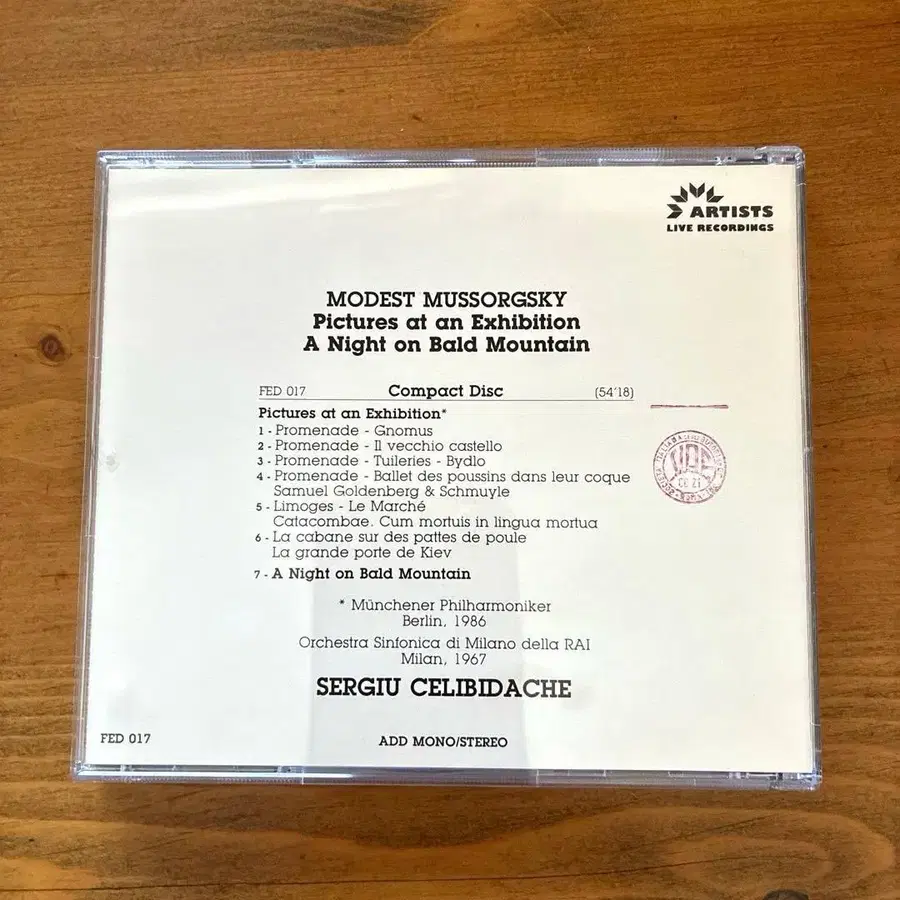 ARTISTS
LIVE RECORDINGS
MODEST MUSSORGSKY
Pictures at an Exhibition
A Night on Bald Mountain
FED 017 Compact Disc (54'18)
Pictures at an Exhibition*
1 - Promenade - Gnomus
2 - Promenade - Il vecchio castello
3 - Promenade - Tuileries - Bydlo
4 - Promenade - Ballet des poussins dans leur coque
Samuel Goldenberg & Schmuyle
5 - Limoges - Le Marché
Catacombae. Cum mortuis in lingua mortua
6 - La cabane sur des pattes de poule
La grande porte de Kiev
7 - A Night on Bald Mountain
* Münchener Philharmoniker
Berlin, 1986
Orchestra Sinfonica di Milano della RAI
Milan, 1967
SERGIU CELIBIDACHE
FED 017
ADD MONO/STEREO